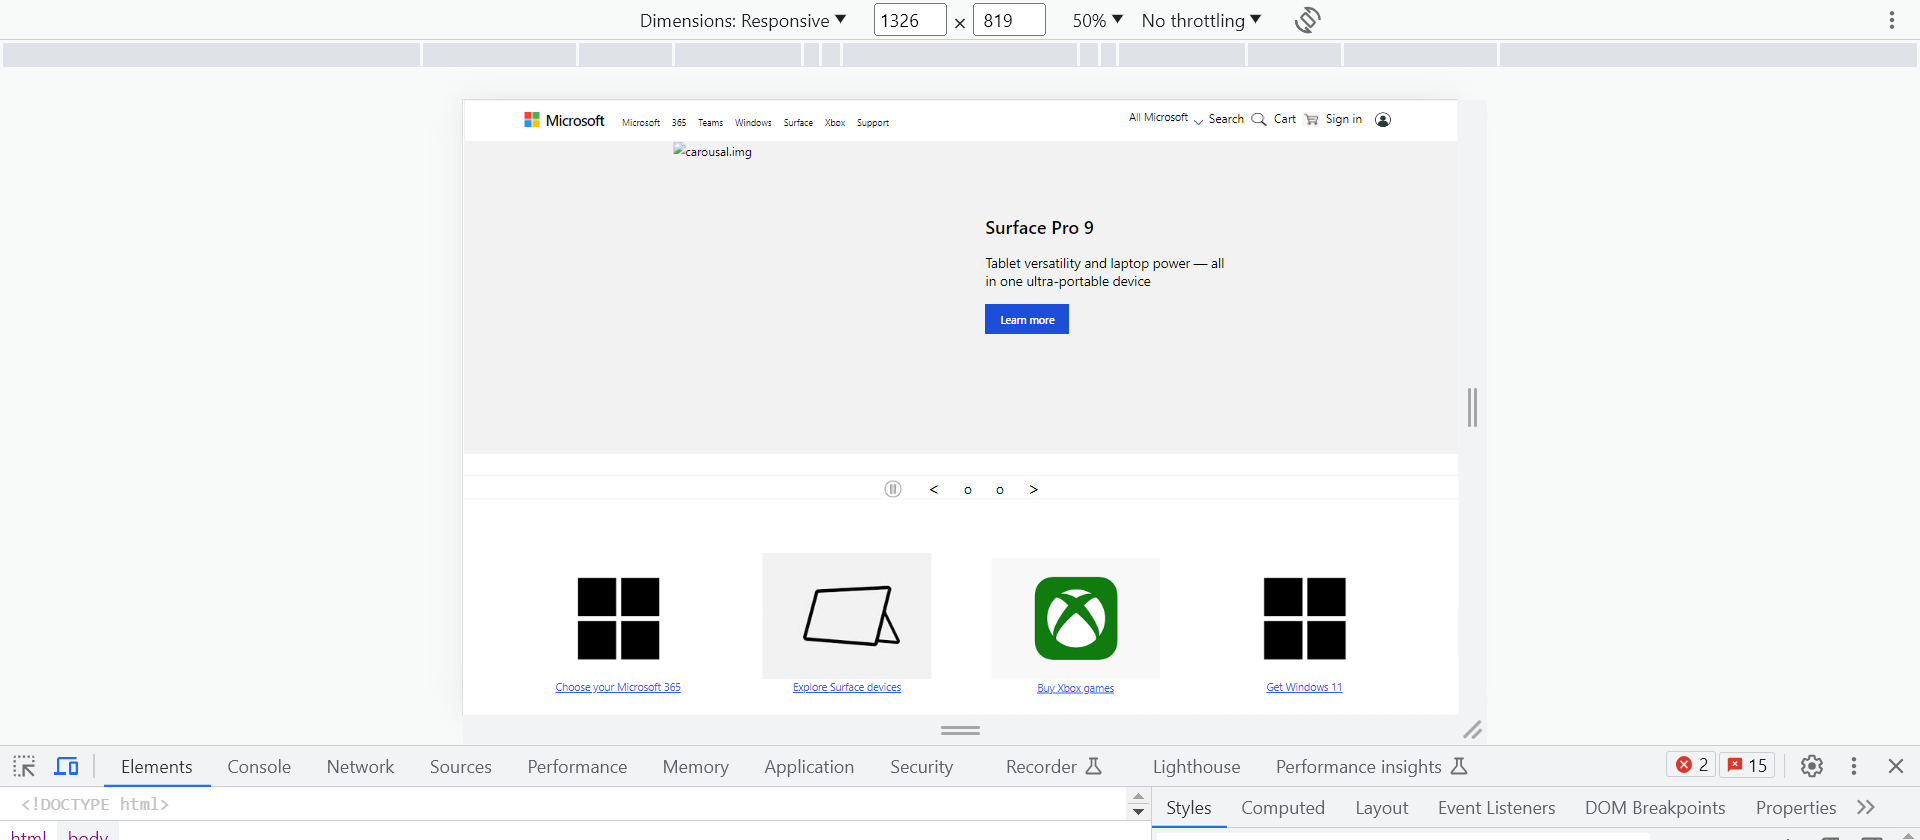 Dimensions: Responsive ▼ 1326 × 819 50% ▼ No throttling ▼
Microsoft Microsoft 365 Teams Windows Surface Xbox Support All Microsoft Search Cart Sign in
carousal.img
Surface Pro 9
Tablet versatility and laptop power — all
in one ultra-portable device
Learn more
< o o >
Choose your Microsoft 365 Explore Surface devices Buy Xbox games Get Windows 11
Elements Console Network Sources Performance Memory Application Security Recorder Lighthouse Performance insights 2 15
<!DOCTYPE html>
Styles Computed Layout Event Listeners DOM Breakpoints Properties
html body